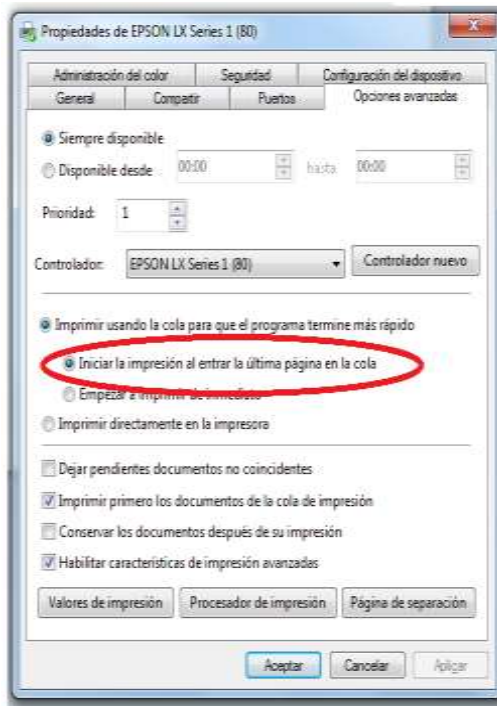 Propiedades de EPSON LX Series 1 (80)
Administración del color Seguridad Configuración del dispositivo
General Compartir Puertos Opciones avanzadas
Siempre disponible
Disponible desde 00:00 hasta 00:00
Prioridad: 1
Controlador: EPSON LX Series 1 (80) Controlador nuevo
Imprimir usando la cola para que el programa termine más rápido
Iniciar la impresión al entrar la última página en la cola
Empezar a imprimir de inmediato
Imprimir directamente en la impresora
Dejar pendientes documentos no coincidentes
Imprimir primero los documentos de la cola de impresión
Conservar los documentos después de su impresión
Habilitar características de impresión avanzadas
Valores de impresión Procesador de impresión Página de separación
Aceptar Cancelar Aplicar